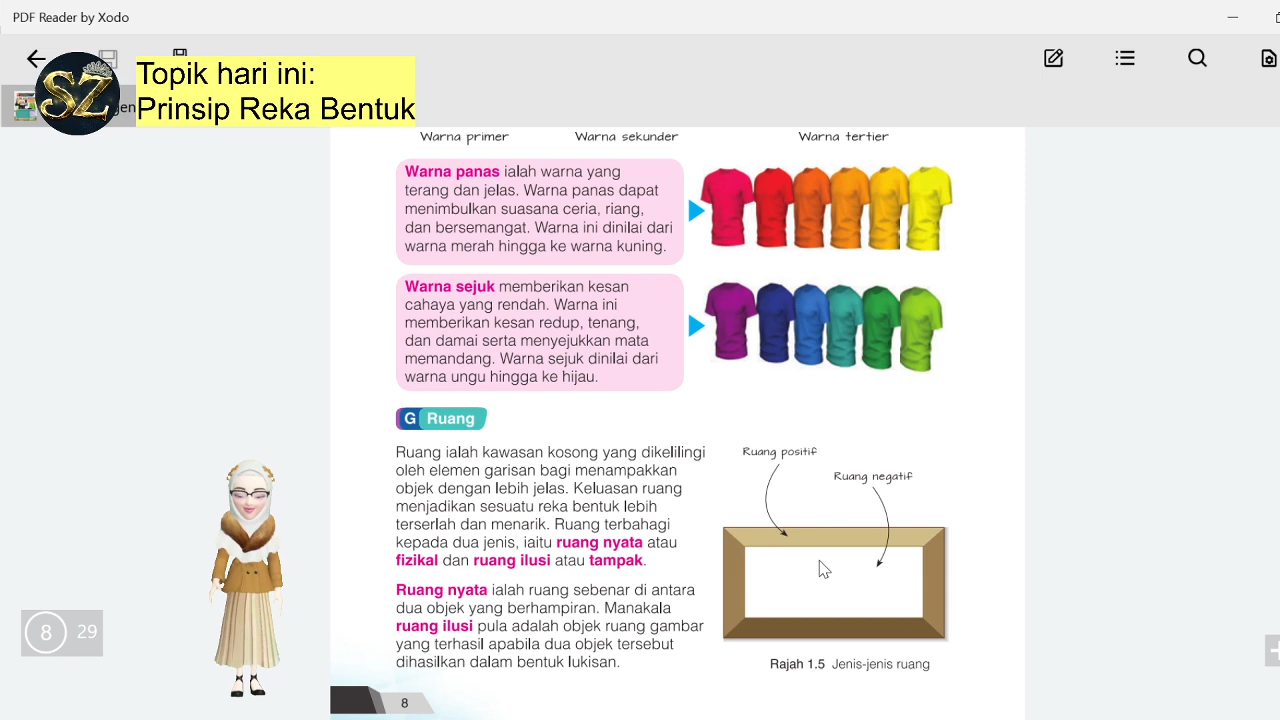 PDF Reader by Xodo
SZ
Topik hari ini:
Prinsip Reka Bentuk
Warna primer
Warna sekunder
Warna tertier
Warna panas ialah warna yang
terang dan jelas. Warna panas dapat
menimbulkan suasana ceria, riang,
dan bersemangat. Warna ini dinilai dari
warna merah hingga ke warna kuning.
Warna sejuk memberikan kesan
cahaya yang rendah. Warna ini
memberikan kesan redup, tenang,
dan damai serta menyejukkan mata
memandang. Warna sejuk dinilai dari
warna ungu hingga ke hijau.
G Ruang
Ruang ialah kawasan kosong yang dikelilingi
oleh elemen garisan bagi menampakkan
objek dengan lebih jelas. Keluasan ruang
menjadikan sesuatu reka bentuk lebih
terserlah dan menarik. Ruang terbahagi
kepada dua jenis, iaitu ruang nyata atau
fizikal dan ruang ilusi atau tampak.
Ruang nyata ialah ruang sebenar di antara
dua objek yang berhampiran. Manakala
ruang ilusi pula adalah objek ruang gambar
yang terhasil apabila dua objek tersebut
dihasilkan dalam bentuk lukisan.
Ruang positif
Ruang negatif
Rajah 1.5 Jenis-jenis ruang
8
8 29